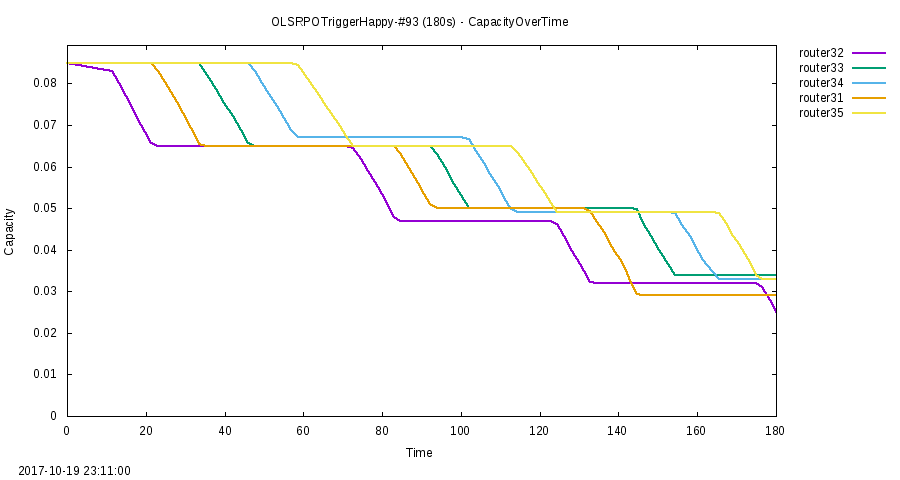 OLSRPOTriggerHappy-#93 (180s) - CapacityOverTime
router32
router33
router34
router31
router35
0.08
0.07
0.06
0.05
0.04
0.03
0.02
0.01
0
Capacity
0 20 40 60 80 100 120 140 160 180
Time
2017-10-19 23:11:00